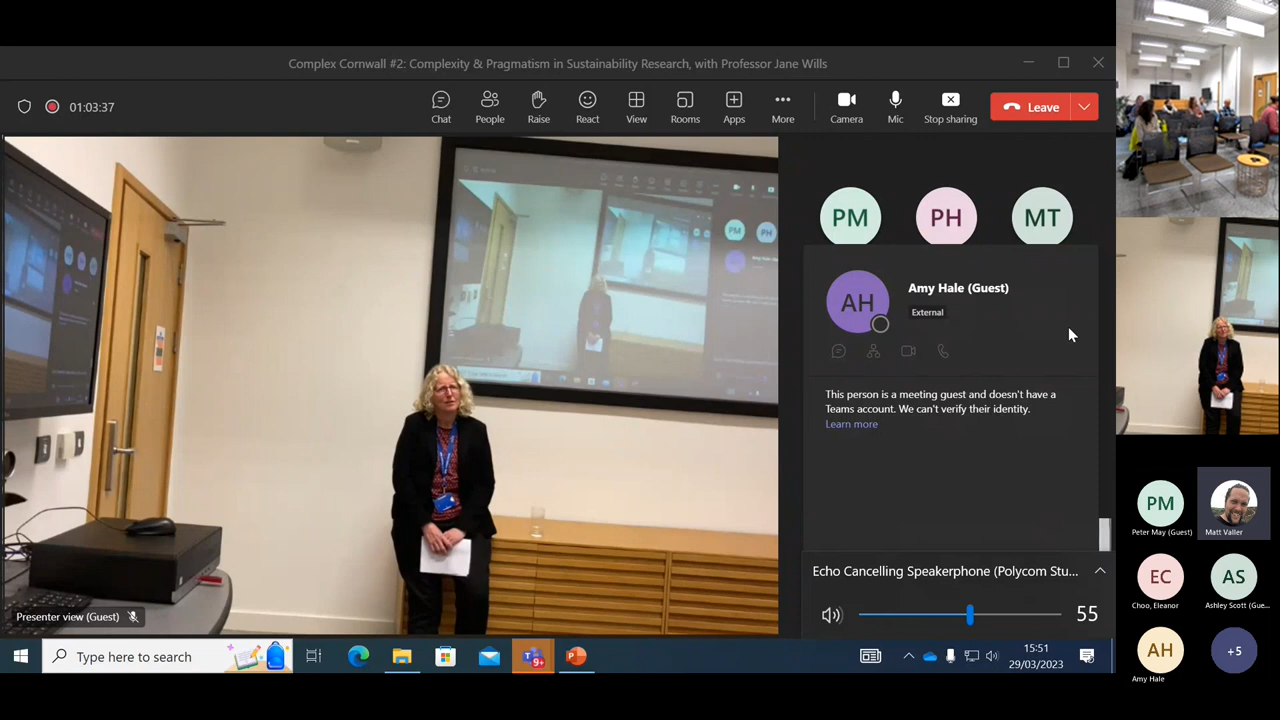 Complex Cornwall #2: Complexity & Pragmatism in Sustainability Research, with Professor Jane Wills
01:03:37
Chat
People
Raise
React
View
Rooms
Apps
More
Camera
Mic
Stop sharing
Leave
PM
PH
MT
AH
Amy Hale (Guest)
External
This person is a meeting guest and doesn't have a
Teams account. We can't verify their identity.
Learn more
Echo Cancelling Speakerphone (Polycom Stu...
55
PM
PH
Presenter view (Guest)
Type here to search
9+
15:51
29/03/2023
PM
Peter May (Guest)
Matt Valler
EC
Choo, Eleanor
AS
Ashley Scott (Gue...
AH
Amy Hale
+5